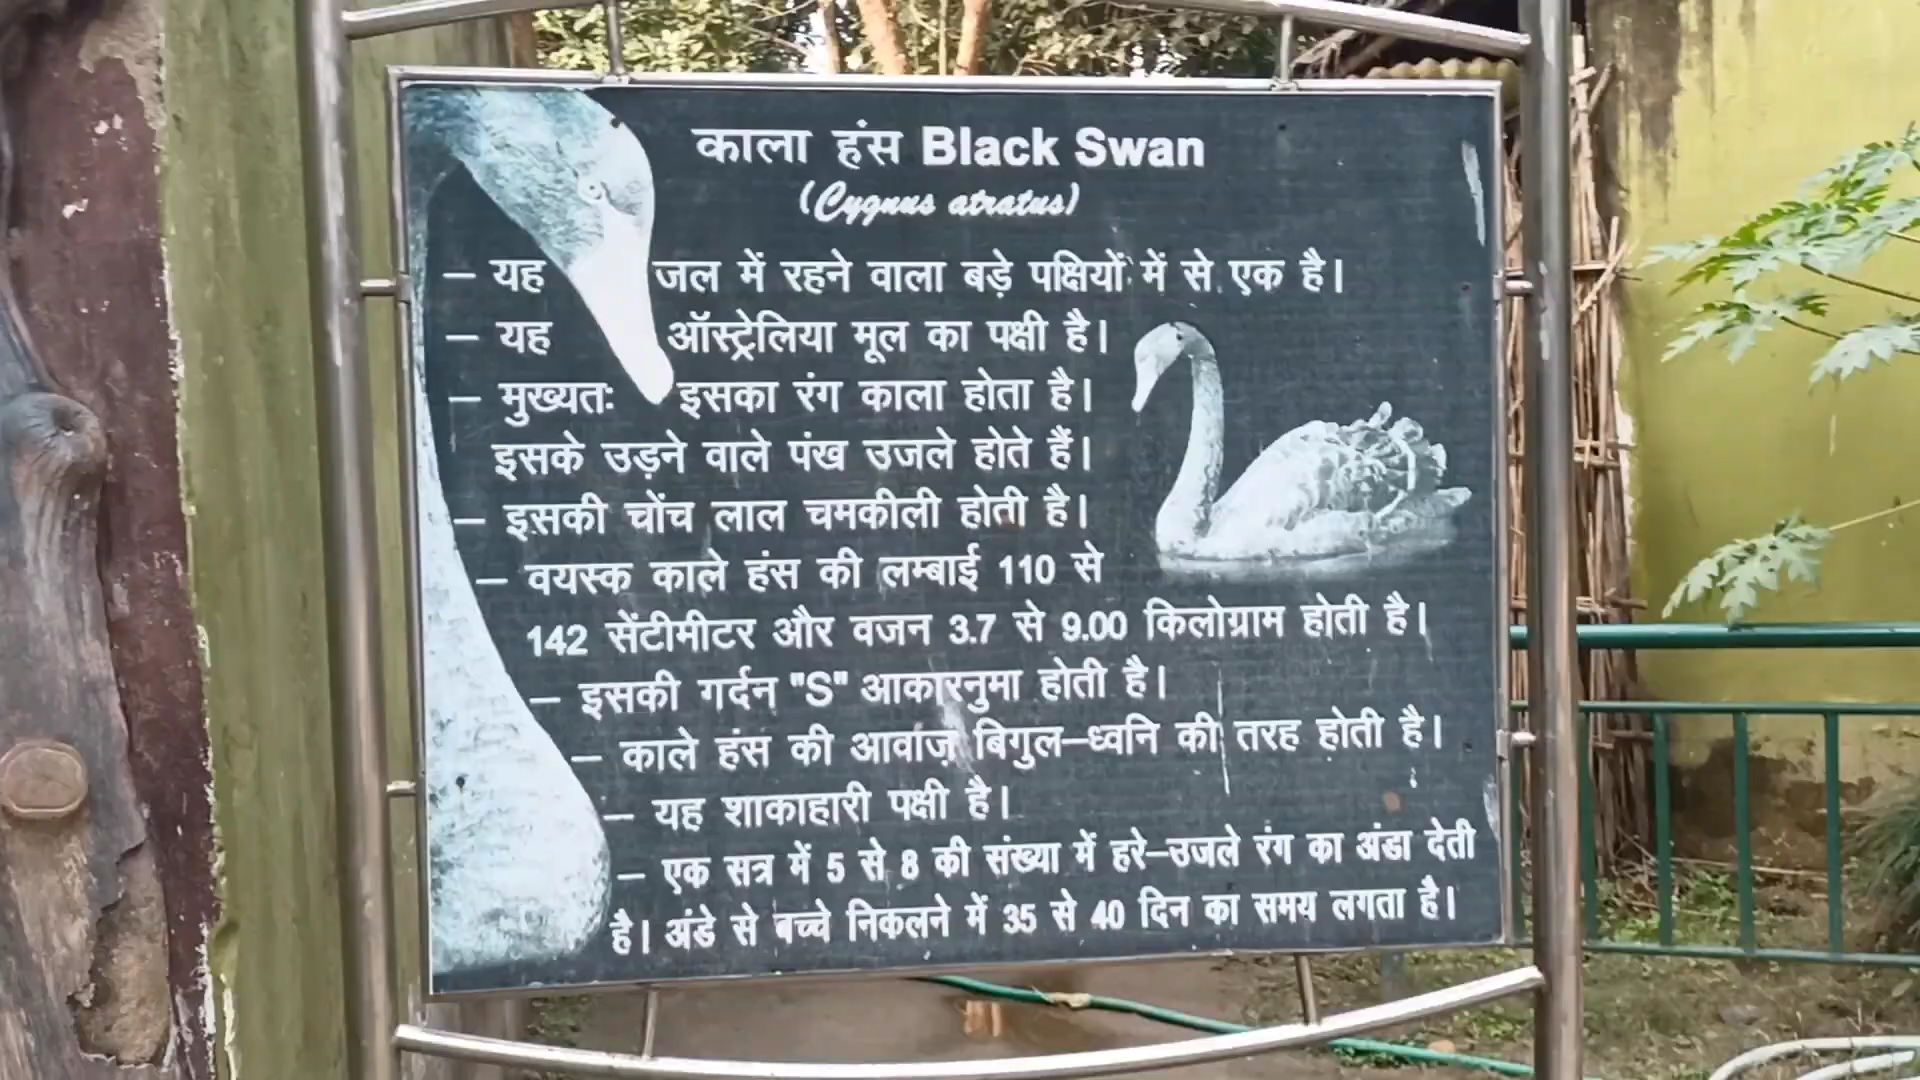 काला हंस Black Swan
(Cygnus atratus)
– यह जल में रहने वाला बड़े पक्षियों में से एक है।
– यह ऑस्ट्रेलिया मूल का पक्षी है।
– मुख्यतः इसका रंग काला होता है।
इसके उड़ने वाले पंख उजले होते हैं।
– इसकी चोंच लाल चमकीली होती है।
– वयस्क काले हंस की लम्बाई 110 से
142 सेंटीमीटर और वजन 3.7 से 9.00 किलोग्राम होती है।
– इसकी गर्दन "S" आकारनुमा होती है।
– काले हंस की आवाज़ बिगुल–ध्वनि की तरह होती है।
– यह शाकाहारी पक्षी है।
– एक सत्र में 5 से 8 की संख्या में हरे–उजले रंग का अंडा देती
है। अंडे से बच्चे निकलने में 35 से 40 दिन का समय लगता है।